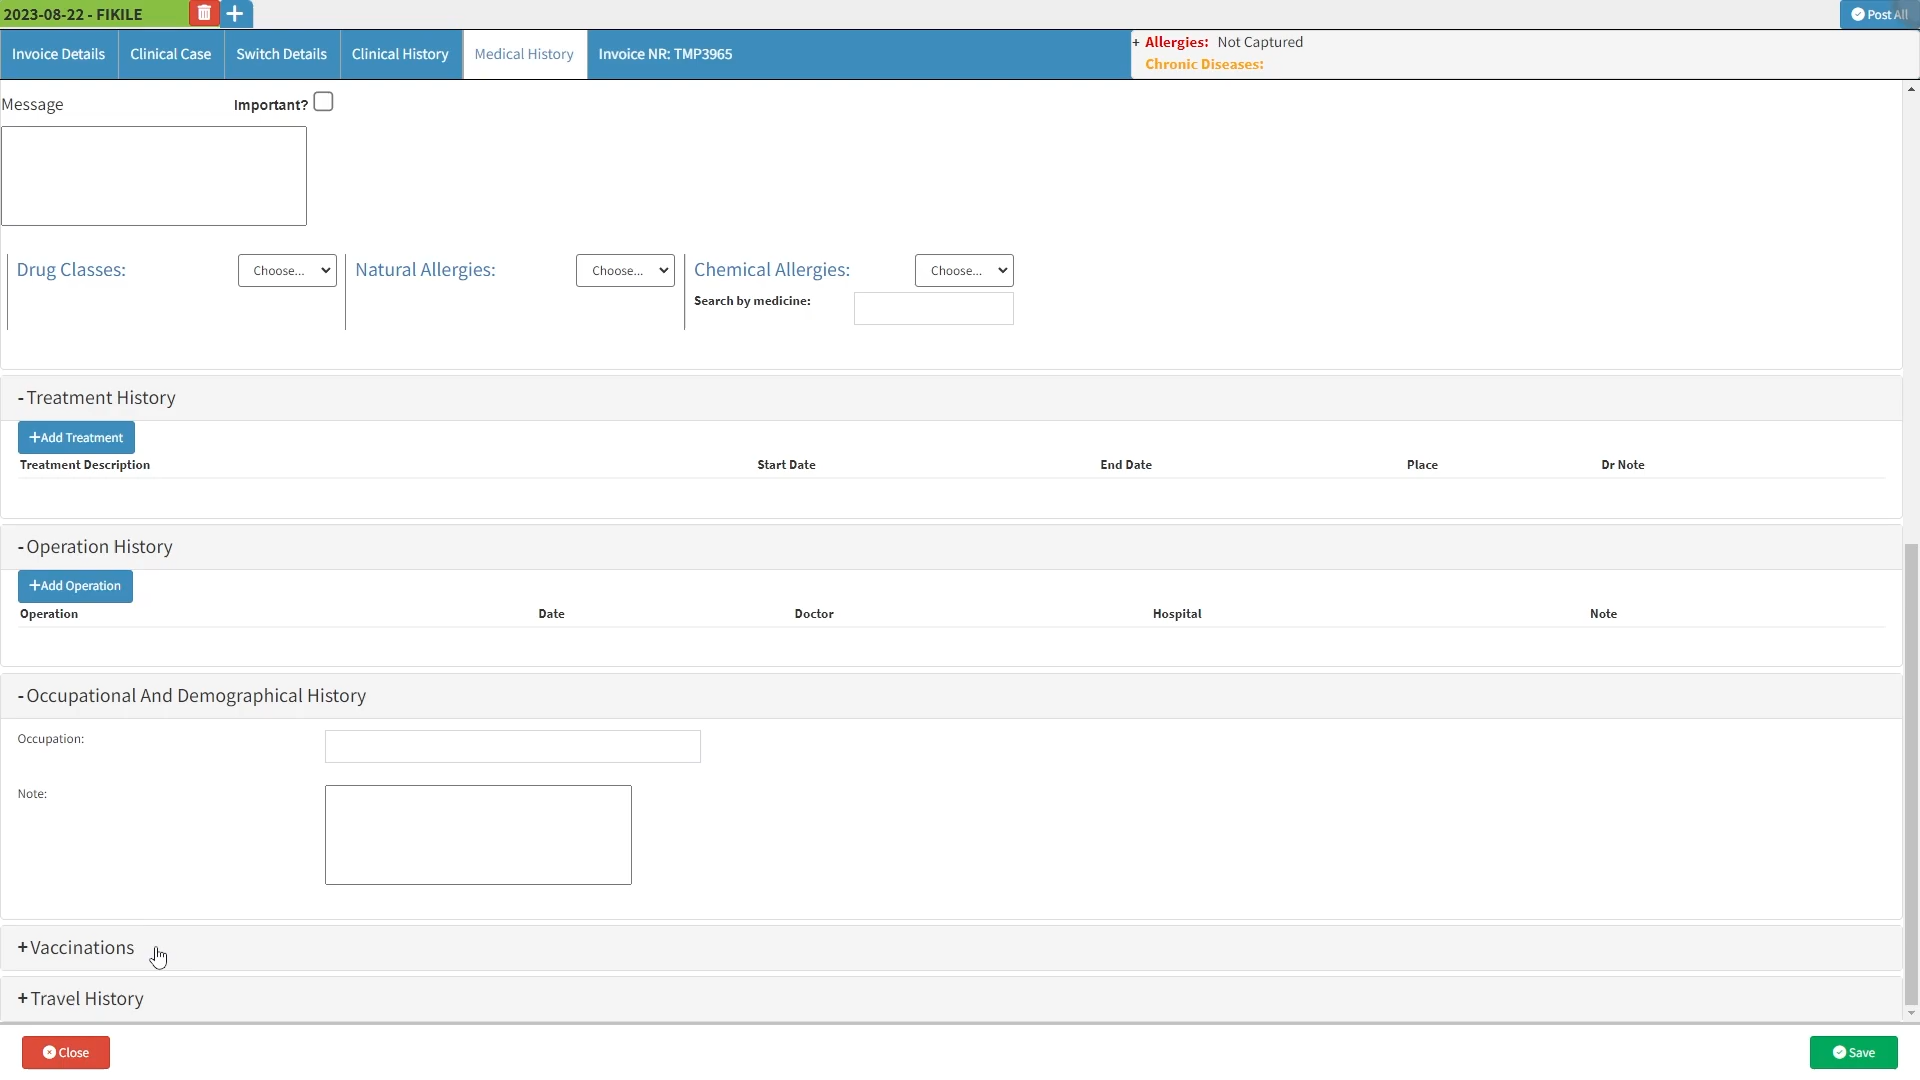 2023-08-22 - FIKILE
Post All
Invoice Details Clinical Case Switch Details Clinical History Medical History Invoice NR: TMP3965
+ Allergies: Not Captured
Chronic Diseases:
Message Important?
Drug Classes: Choose... Natural Allergies: Choose... Chemical Allergies: Choose...
Search by medicine:
- Treatment History
+Add Treatment
Treatment Description Start Date End Date Place Dr Note
- Operation History
+Add Operation
Operation Date Doctor Hospital Note
- Occupational And Demographical History
Occupation:
Note:
+ Vaccinations
+ Travel History
Close Save